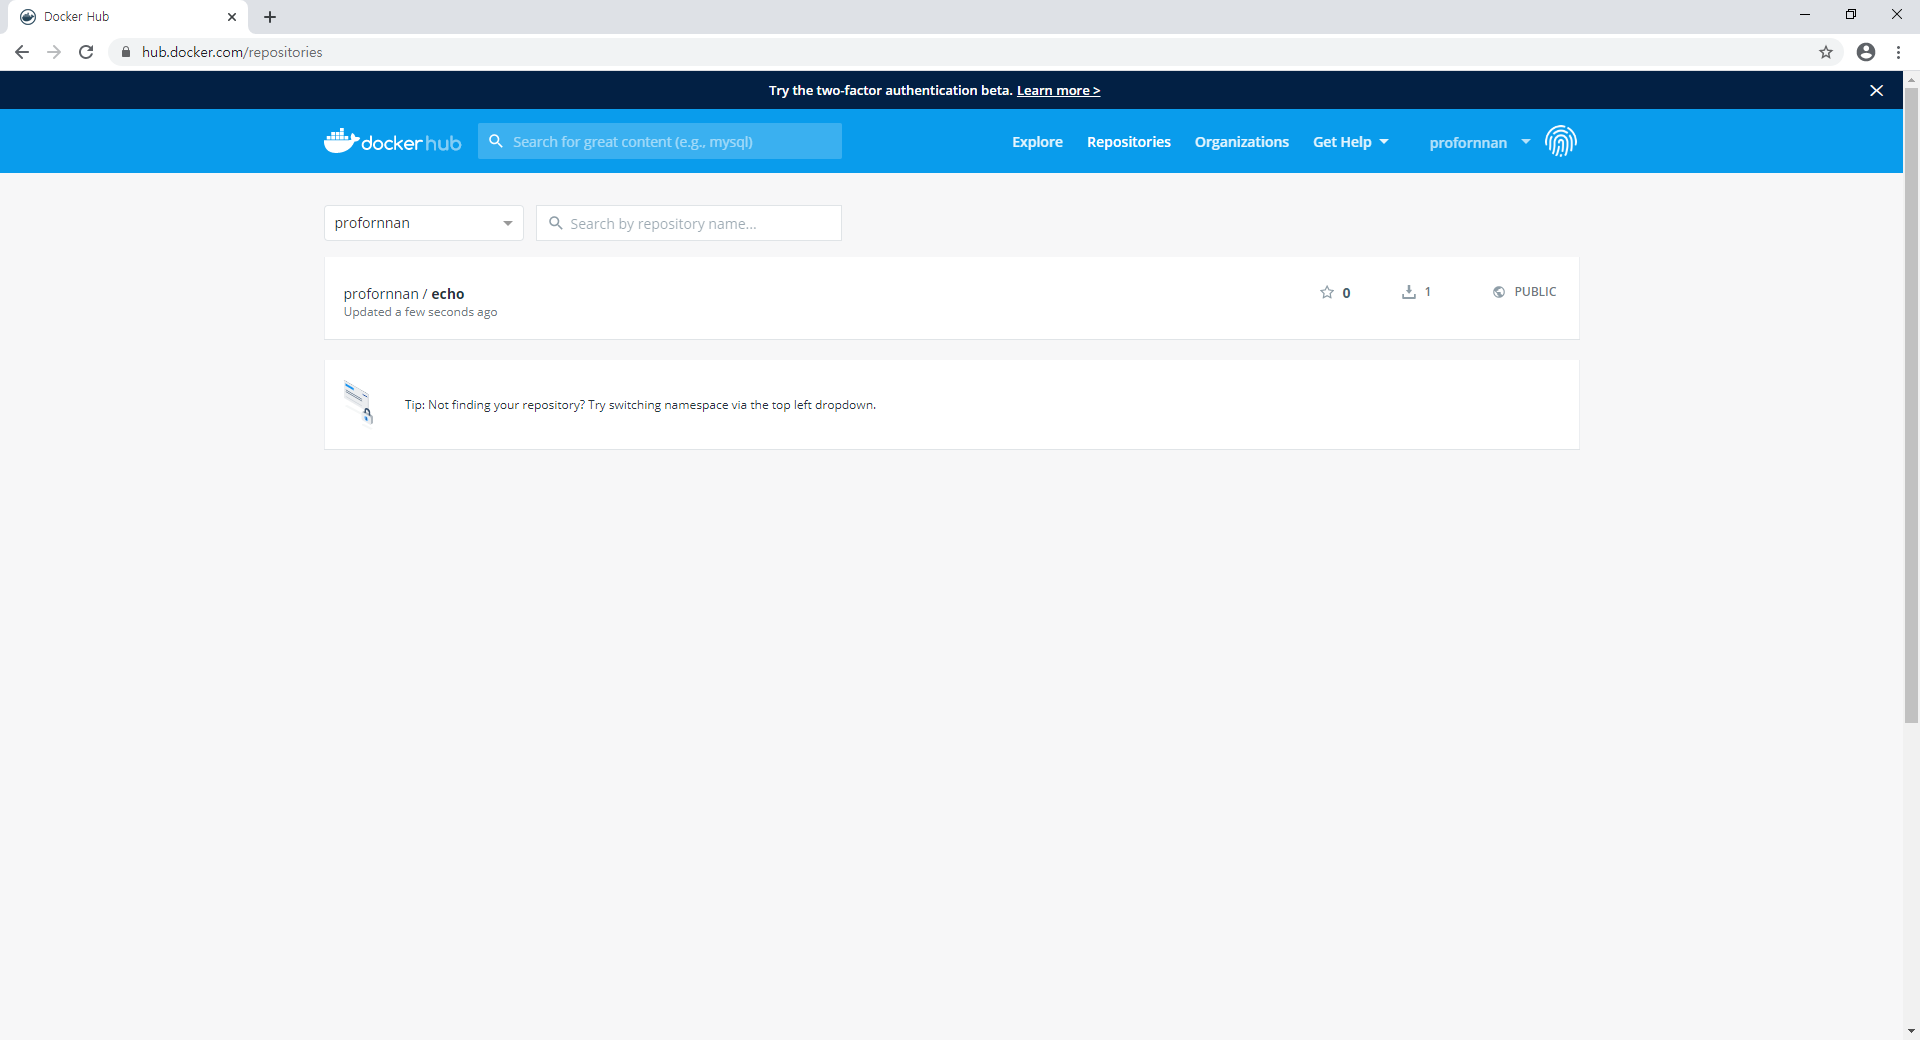 Docker Hub
hub.docker.com/repositories
Try the two-factor authentication beta. Learn more >
docker hub
Search for great content (e.g., mysql)
Explore
Repositories
Organizations
Get Help
profornnan
profornnan
Search by repository name...
profornnan / echo
0
1
PUBLIC
Updated a few seconds ago
Tip: Not finding your repository? Try switching namespace via the top left dropdown.